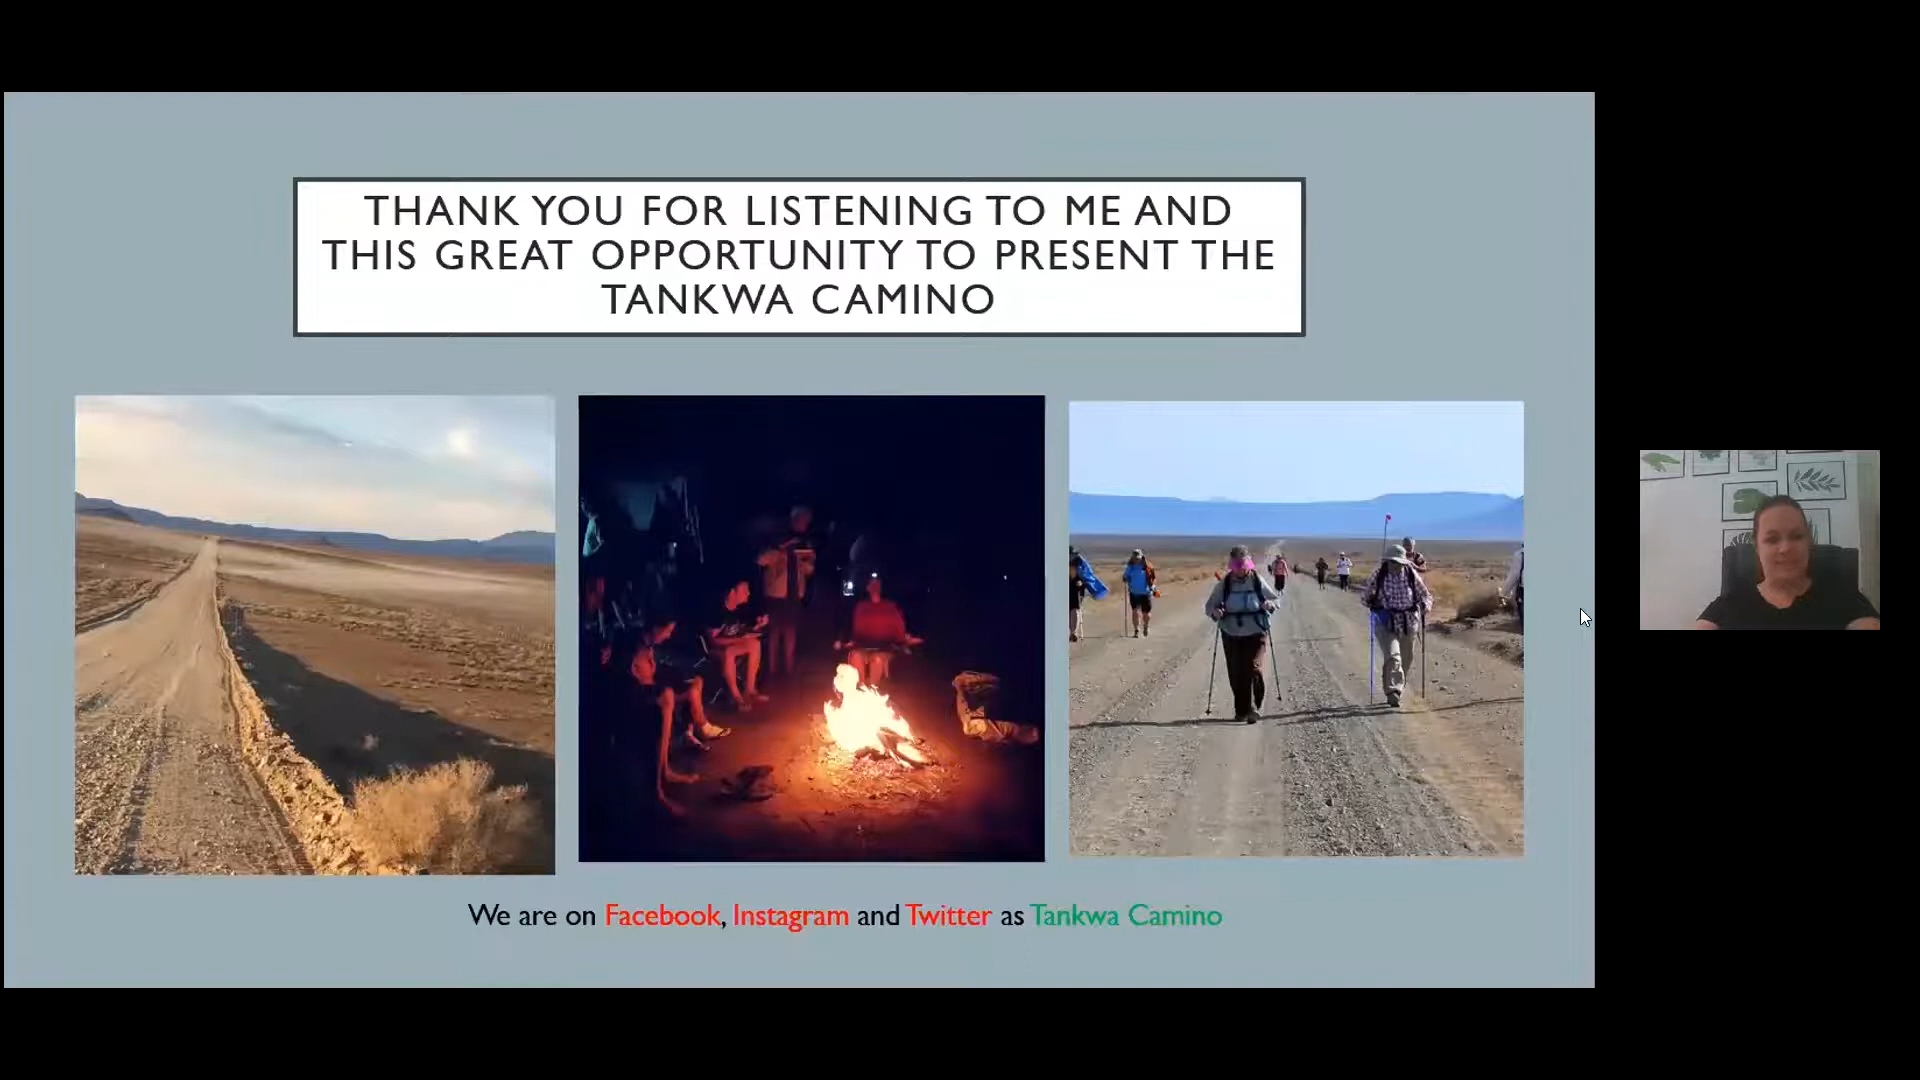 THANK YOU FOR LISTENING TO ME AND
THIS GREAT OPPORTUNITY TO PRESENT THE
TANKWA CAMINO
We are on Facebook, Instagram and Twitter as Tankwa Camino